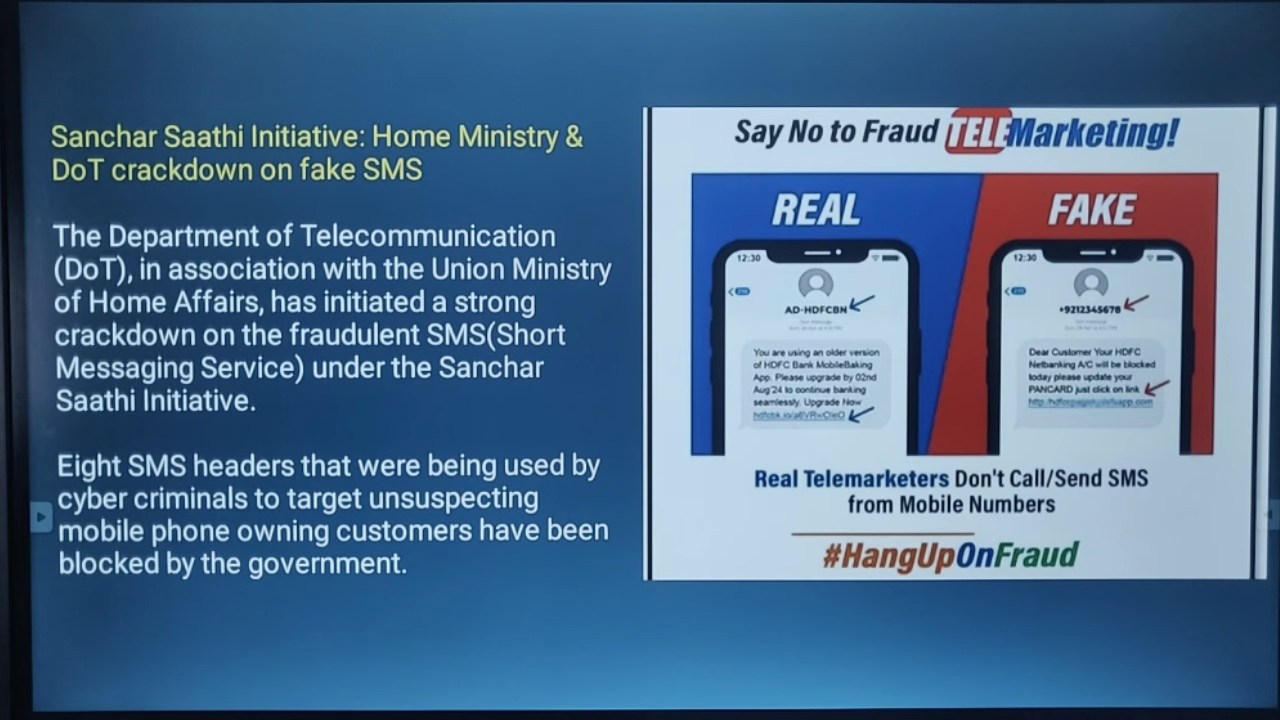 Sanchar Saathi Initiative: Home Ministry &
DoT crackdown on fake SMS
The Department of Telecommunication
(DoT), in association with the Union Ministry
of Home Affairs, has initiated a strong
crackdown on the fraudulent SMS(Short
Messaging Service) under the Sanchar
Saathi Initiative.
Eight SMS headers that were being used by
cyber criminals to target unsuspecting
mobile phone owning customers have been
blocked by the government.
Say No to Fraud TELEMarketing!
REAL
12:30
AD-HDFCBN
You are using an older version
of HDFC Bank MobileBaking
App. Please upgrade by 02nd
Aug'24 to continue banking
seamlessly. Upgrade Now
FAKE
12:30
+9212345678
Dear Customer Your HDFC
Netbanking A/C will be blocked
today please update your
PANCARD just click on link
Real Telemarketers Don't Call/Send SMS
from Mobile Numbers
#HangUpOnFraud